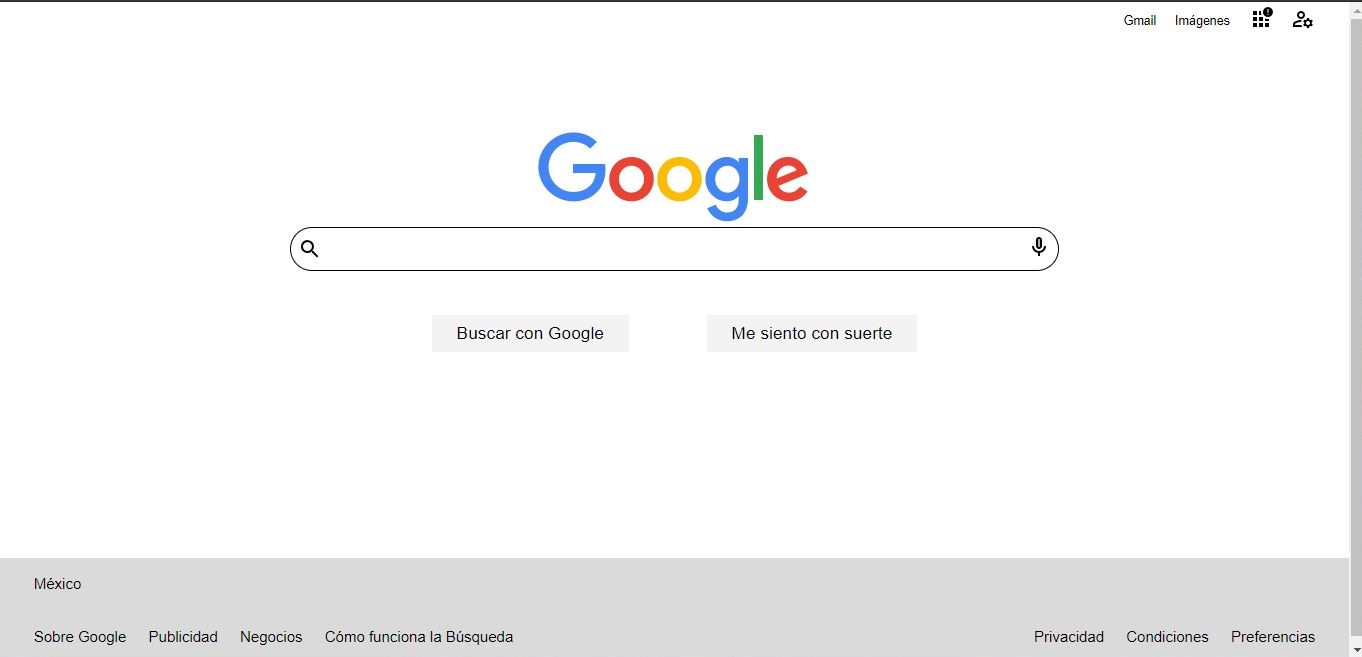 Gmail Imágenes
Google
Buscar con Google Me siento con suerte
México
Sobre Google Publicidad Negocios Cómo funciona la Búsqueda Privacidad Condiciones Preferencias